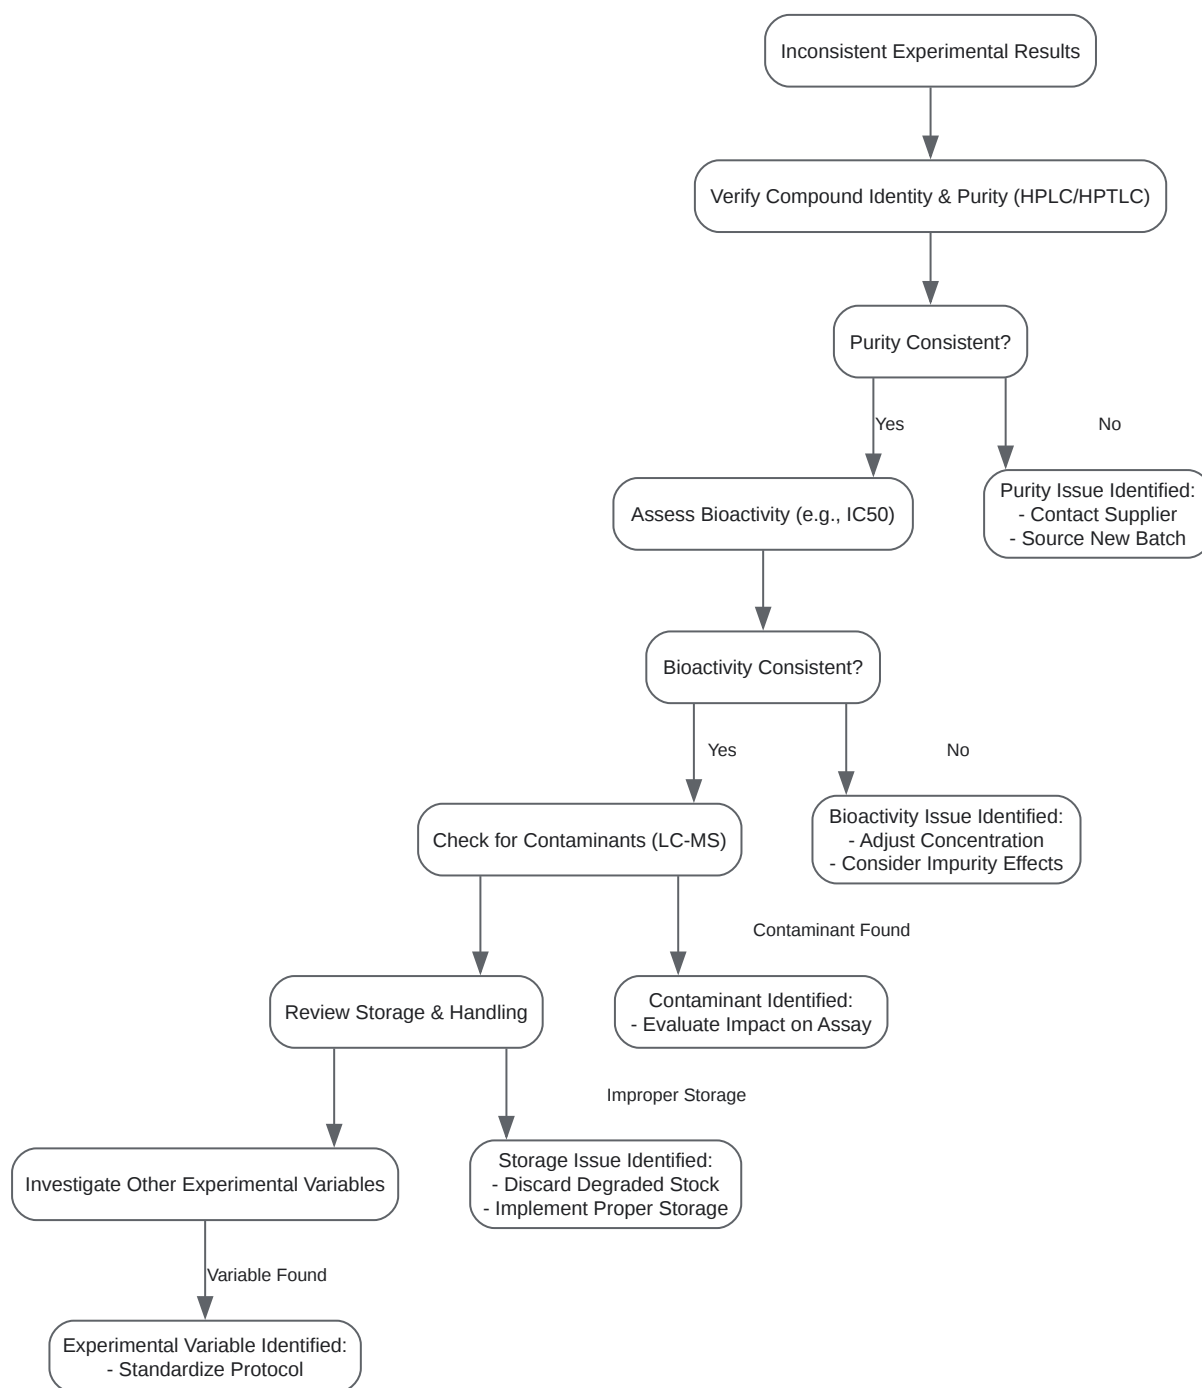 Inconsistent Experimental Results
Verify Compound Identity & Purity (HPLC/HPTLC)
Purity Consistent?
Yes
No
Assess Bioactivity (e.g., IC50)
Purity Issue Identified:
- Contact Supplier
- Source New Batch
Bioactivity Consistent?
Yes
No
Check for Contaminants (LC-MS)
Bioactivity Issue Identified:
- Adjust Concentration
- Consider Impurity Effects
Contaminant Found
Review Storage & Handling
Contaminant Identified:
- Evaluate Impact on Assay
Improper Storage
Investigate Other Experimental Variables
Storage Issue Identified:
- Discard Degraded Stock
- Implement Proper Storage
Variable Found
Experimental Variable Identified:
- Standardize Protocol